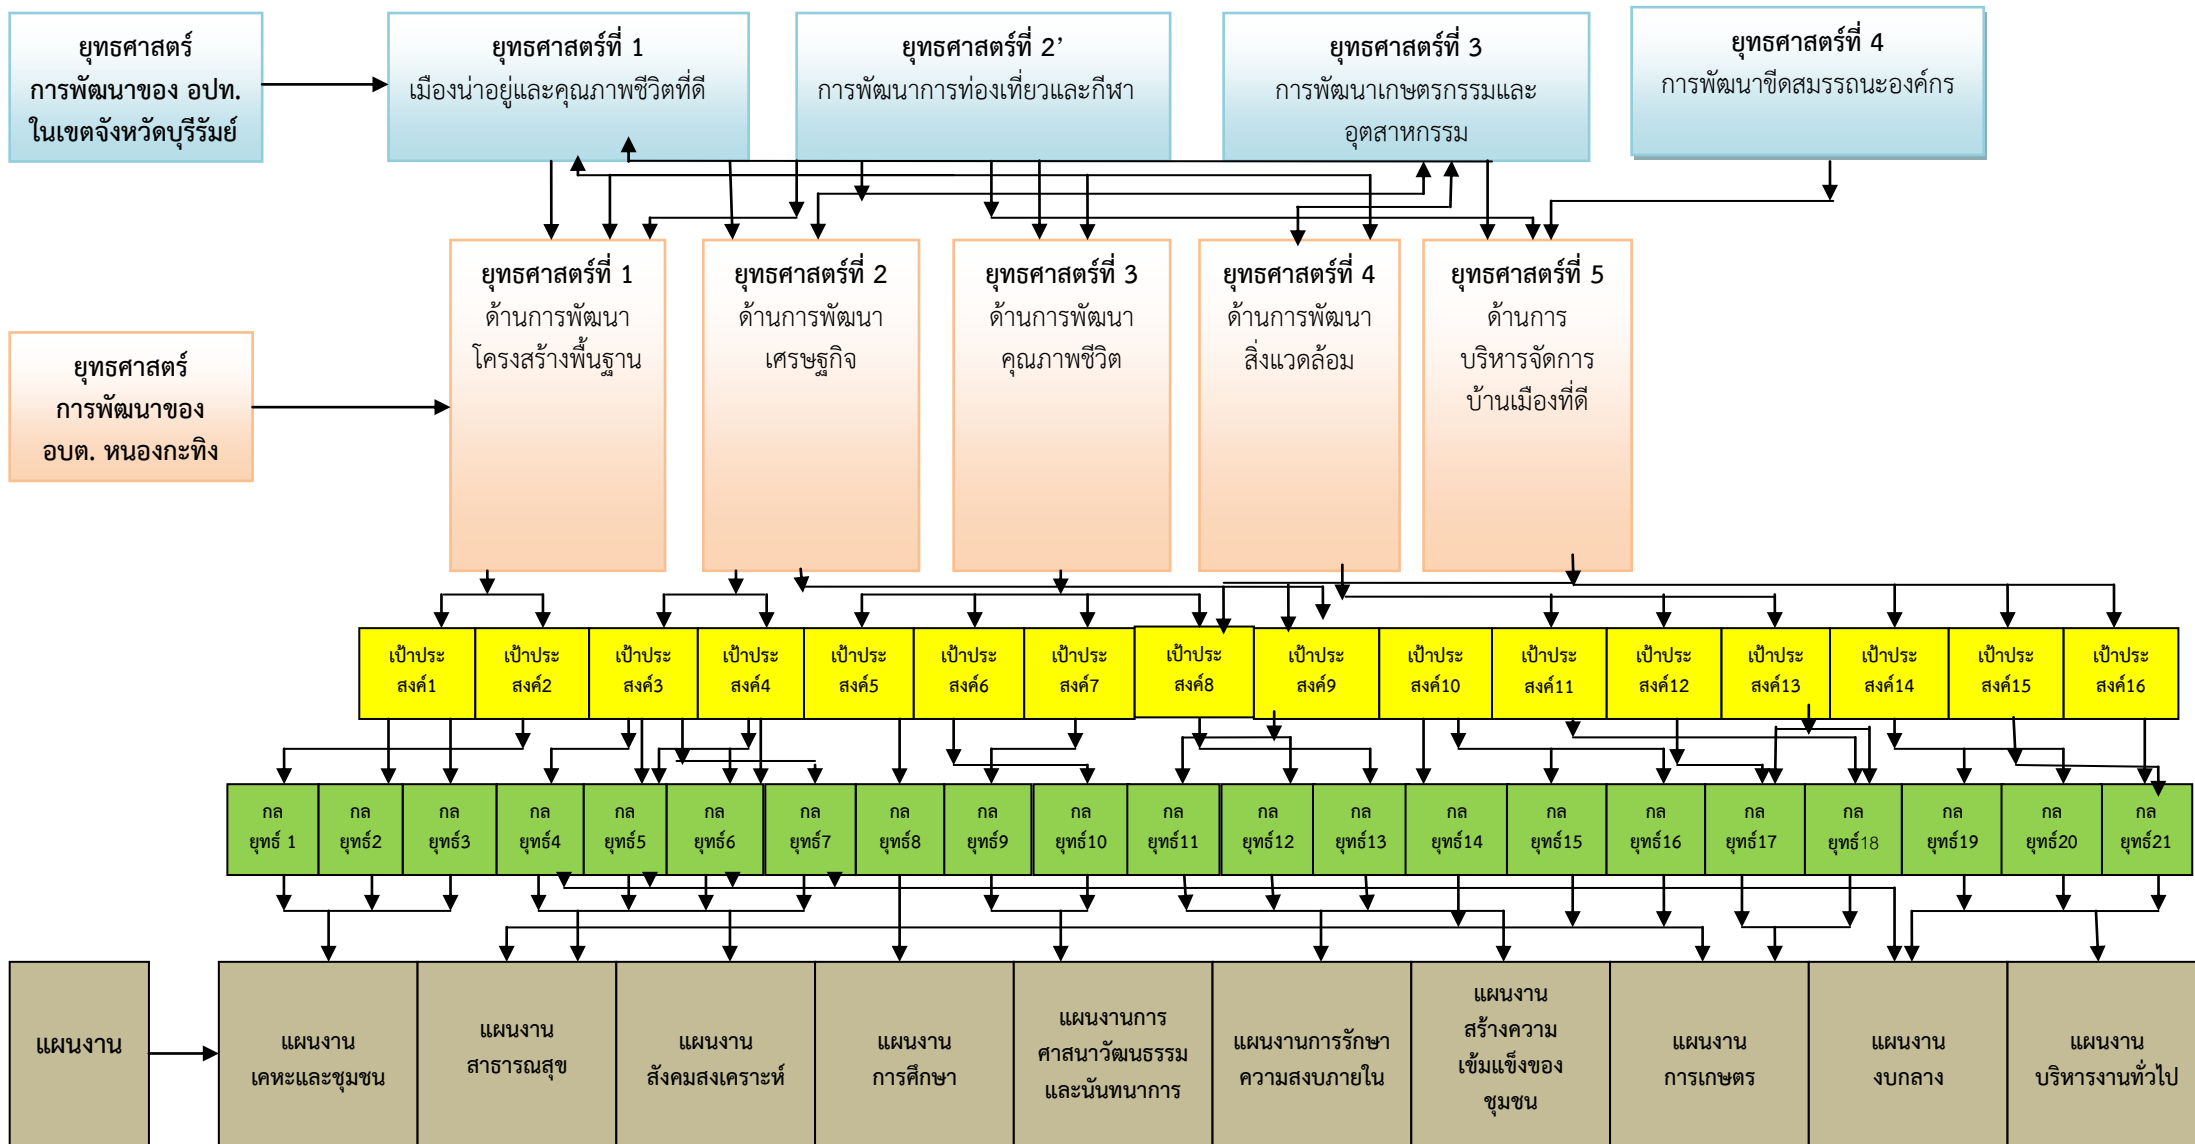 ยุทธศาสตร์
การพัฒนาของ อปท.
ในเขตจังหวัดบุรีรัมย์
ยุทธศาสตร์ที่ 1
เมืองน่าอยู่และคุณภาพชีวิตที่ดี
ยุทธศาสตร์ที่ 2’
การพัฒนาการท่องเที่ยวและกีฬา
ยุทธศาสตร์ที่ 3
การพัฒนาเกษตรกรรมและ
อุตสาหกรรม
ยุทธศาสตร์ที่ 4
การพัฒนาขีดสมรรถนะองค์กร
ยุทธศาสตร์
การพัฒนาของ
อบต. หนองกะทิง
ยุทธศาสตร์ที่ 1
ด้านการพัฒนา
โครงสร้างพื้นฐาน
ยุทธศาสตร์ที่ 2
ด้านการพัฒนา
เศรษฐกิจ
ยุทธศาสตร์ที่ 3
ด้านการพัฒนา
คุณภาพชีวิต
ยุทธศาสตร์ที่ 4
ด้านการพัฒนา
สิ่งแวดล้อม
ยุทธศาสตร์ที่ 5
ด้านการ
บริหารจัดการ
บ้านเมืองที่ดี
เป้าประ
สงค์1
เป้าประ
สงค์2
เป้าประ
สงค์3
เป้าประ
สงค์4
เป้าประ
สงค์5
เป้าประ
สงค์6
เป้าประ
สงค์7
เป้าประ
สงค์8
เป้าประ
สงค์9
เป้าประ
สงค์10
เป้าประ
สงค์11
เป้าประ
สงค์12
เป้าประ
สงค์13
เป้าประ
สงค์14
เป้าประ
สงค์15
เป้าประ
สงค์16
กล
ยุทธ์ 1
กล
ยุทธ์2
กล
ยุทธ์3
กล
ยุทธ์4
กล
ยุทธ์5
กล
ยุทธ์6
กล
ยุทธ์7
กล
ยุทธ์8
กล
ยุทธ์9
กล
ยุทธ์10
กล
ยุทธ์11
กล
ยุทธ์12
กล
ยุทธ์13
กล
ยุทธ์14
กล
ยุทธ์15
กล
ยุทธ์16
กล
ยุทธ์17
กล
ยุทธ์18
กล
ยุทธ์19
กล
ยุทธ์20
กล
ยุทธ์21
แผนงาน
แผนงาน
เคหะและชุมชน
แผนงาน
สาธารณสุข
แผนงาน
สังคมสงเคราะห์
แผนงาน
การศึกษา
แผนงานการ
ศาสนาวัฒนธรรม
และนันทนาการ
แผนงานการรักษา
ความสงบภายใน
แผนงาน
สร้างความ
เข้มแข็งของ
ชุมชน
แผนงาน
การเกษตร
แผนงาน
งบกลาง
แผนงาน
บริหารงานทั่วไป